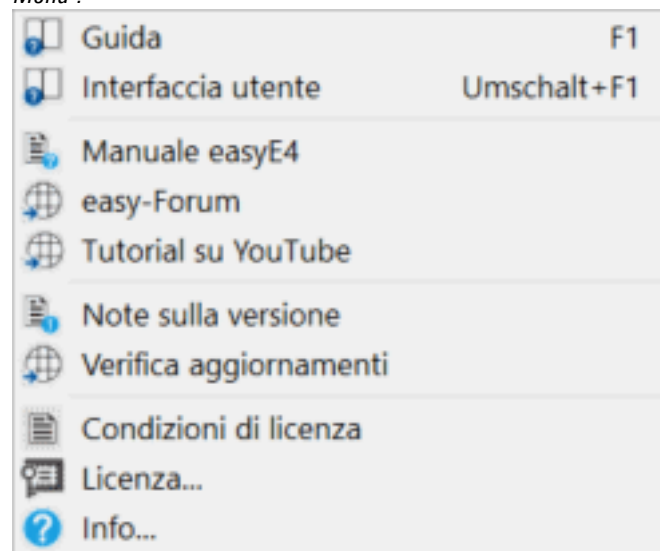 Menu ?
Guida F1
Interfaccia utente Umschalt+F1
Manuale easyE4
easy-Forum
Tutorial su YouTube
Note sulla versione
Verifica aggiornamenti
Condizioni di licenza
Licenza...
Info...